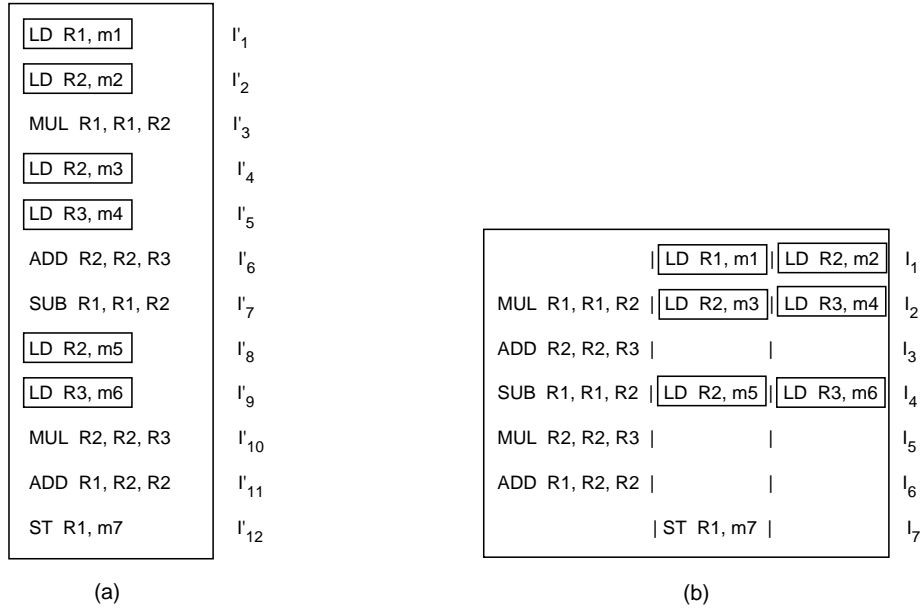 LD R1, m1 I'1
LD R2, m2 I'2
MUL R1, R1, R2 I'3
LD R2, m3 I'4
LD R3, m4 I'5
ADD R2, R2, R3 I'6
SUB R1, R1, R2 I'7
LD R2, m5 I'8
LD R3, m6 I'9
MUL R2, R2, R3 I'10
ADD R1, R2, R2 I'11
ST R1, m7 I'12
(a)
| LD R1, m1 | LD R2, m2 I1
MUL R1, R1, R2 | LD R2, m3 | LD R3, m4 I2
ADD R2, R2, R3 | | I3
SUB R1, R1, R2 | LD R2, m5 | LD R3, m6 I4
MUL R2, R2, R3 | | I5
ADD R1, R2, R2 | | I6
| ST R1, m7 | I7
(b)